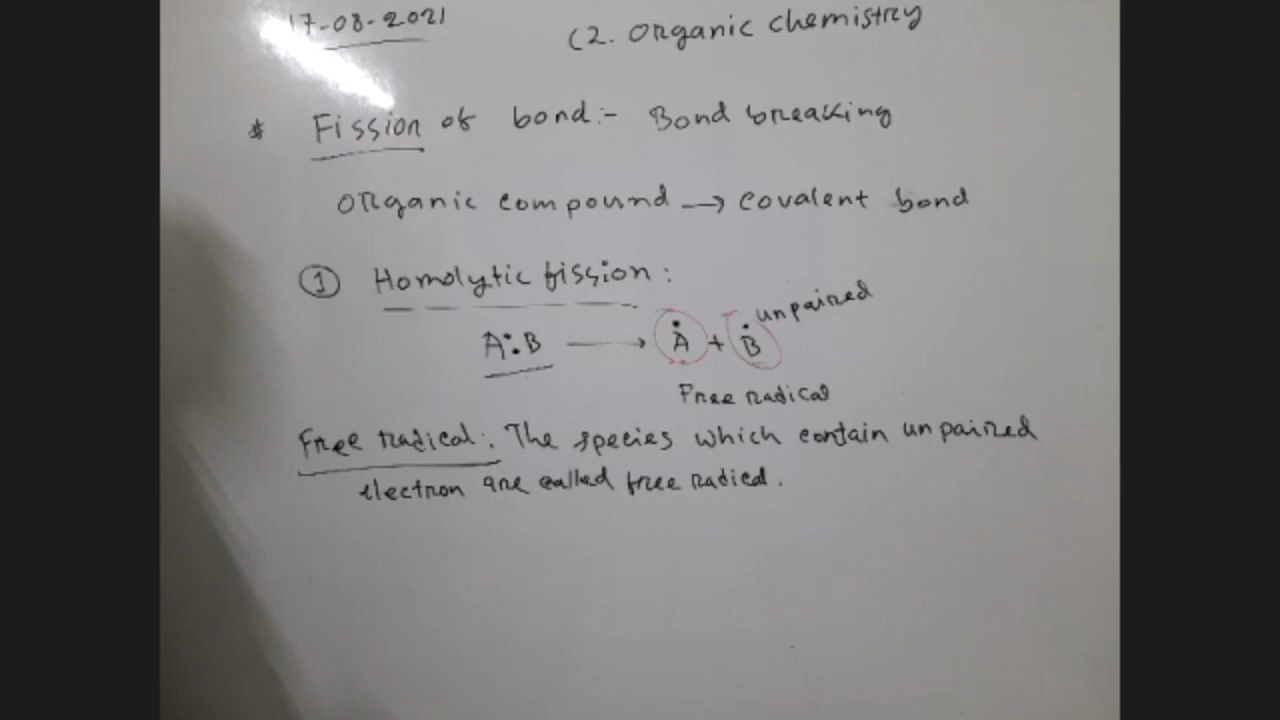 17-08-2021
(2. Organic chemistry
* Fission of bond:- Bond breaking
organic compound → covalent bond
① Homolytic fission:
A:B → Ȧ + Ḃ unpaired
Free radical
Free radical: The species which contain unpaired
electron are called free radical.